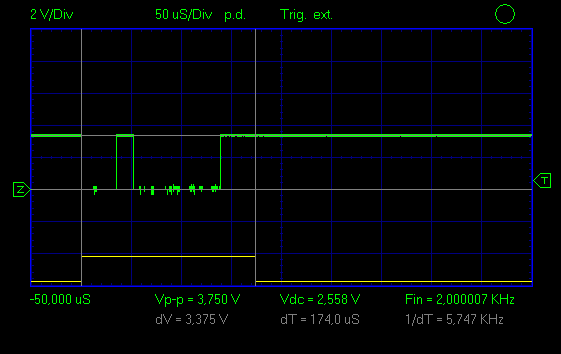 2 V/Div 50 uS/Div p.d. Trig. ext.
Z
T
-50,000 uS Vp-p = 3,750 V Vdc = 2,558 V Fin = 2,000007 KHz
dV = 3,375 V dT = 174,0 uS 1/dT = 5,747 KHz